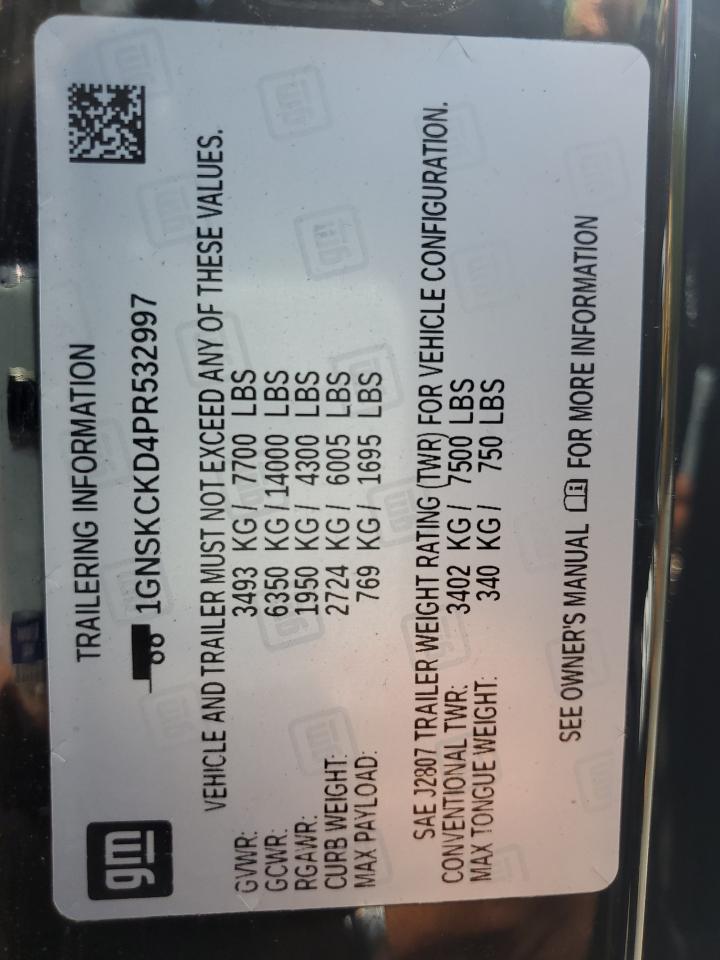 gm
TRAILERING INFORMATION
1GNSKCKD4PR532997
VEHICLE AND TRAILER MUST NOT EXCEED ANY OF THESE VALUES.
GVWR: 3493 KG / 7700 LBS
GCWR: 6350 KG / 14000 LBS
RGAWR: 1950 KG / 4300 LBS
CURB WEIGHT: 2724 KG / 6005 LBS
MAX PAYLOAD: 769 KG / 1695 LBS
SAE J2807 TRAILER WEIGHT RATING (TWR) FOR VEHICLE CONFIGURATION.
CONVENTIONAL TWR: 3402 KG / 7500 LBS
MAX TONGUE WEIGHT: 340 KG / 750 LBS
SEE OWNER'S MANUAL FOR MORE INFORMATION